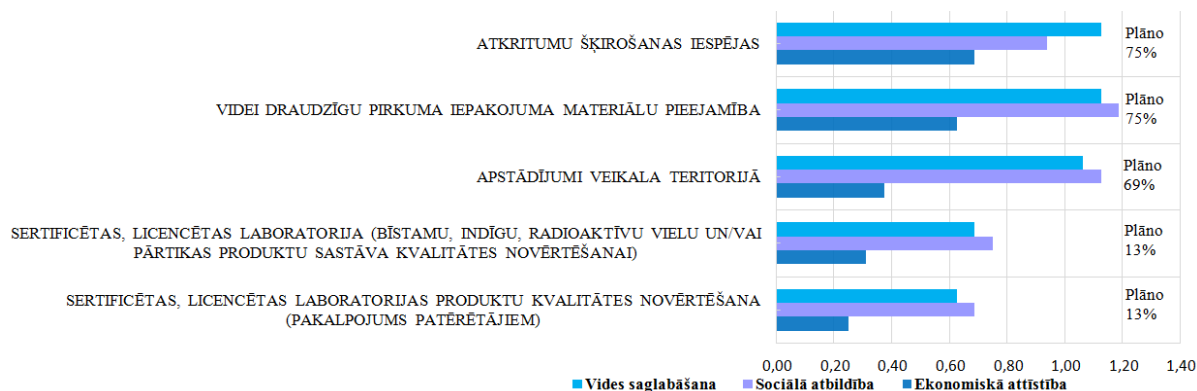 ATKRITUMU ŠĶIROŠANAS IESPĒJAS
Plāno
75%
VIDEI DRAUDZĪGU PIRKUMA IEPAKOJUMA MATERIĀLU PIEEJAMĪBA
Plāno
75%
APSTĀDĪJUMI VEIKALA TERITORIJĀ
Plāno
69%
SERTIFICĒTAS, LICENCĒTAS LABORATORIJA (BĪSTAMU, INDĪGU, RADIOAKTĪVU VIELU UN/VAI
PĀRTIKAS PRODUKTU SASTĀVA KVALITĀTES NOVĒRTĒŠANAI)
Plāno
13%
SERTIFICĒTAS, LICENCĒTAS LABORATORIJAS PRODUKTU KVALITĀTES NOVĒRTĒŠANA
(PAKALPOJUMS PATĒRĒTĀJIEM)
Plāno
13%
0,00 0,20 0,40 0,60 0,80 1,00 1,20 1,40
Vides saglabāšana Sociālā atbildība Ekonomiskā attīstība